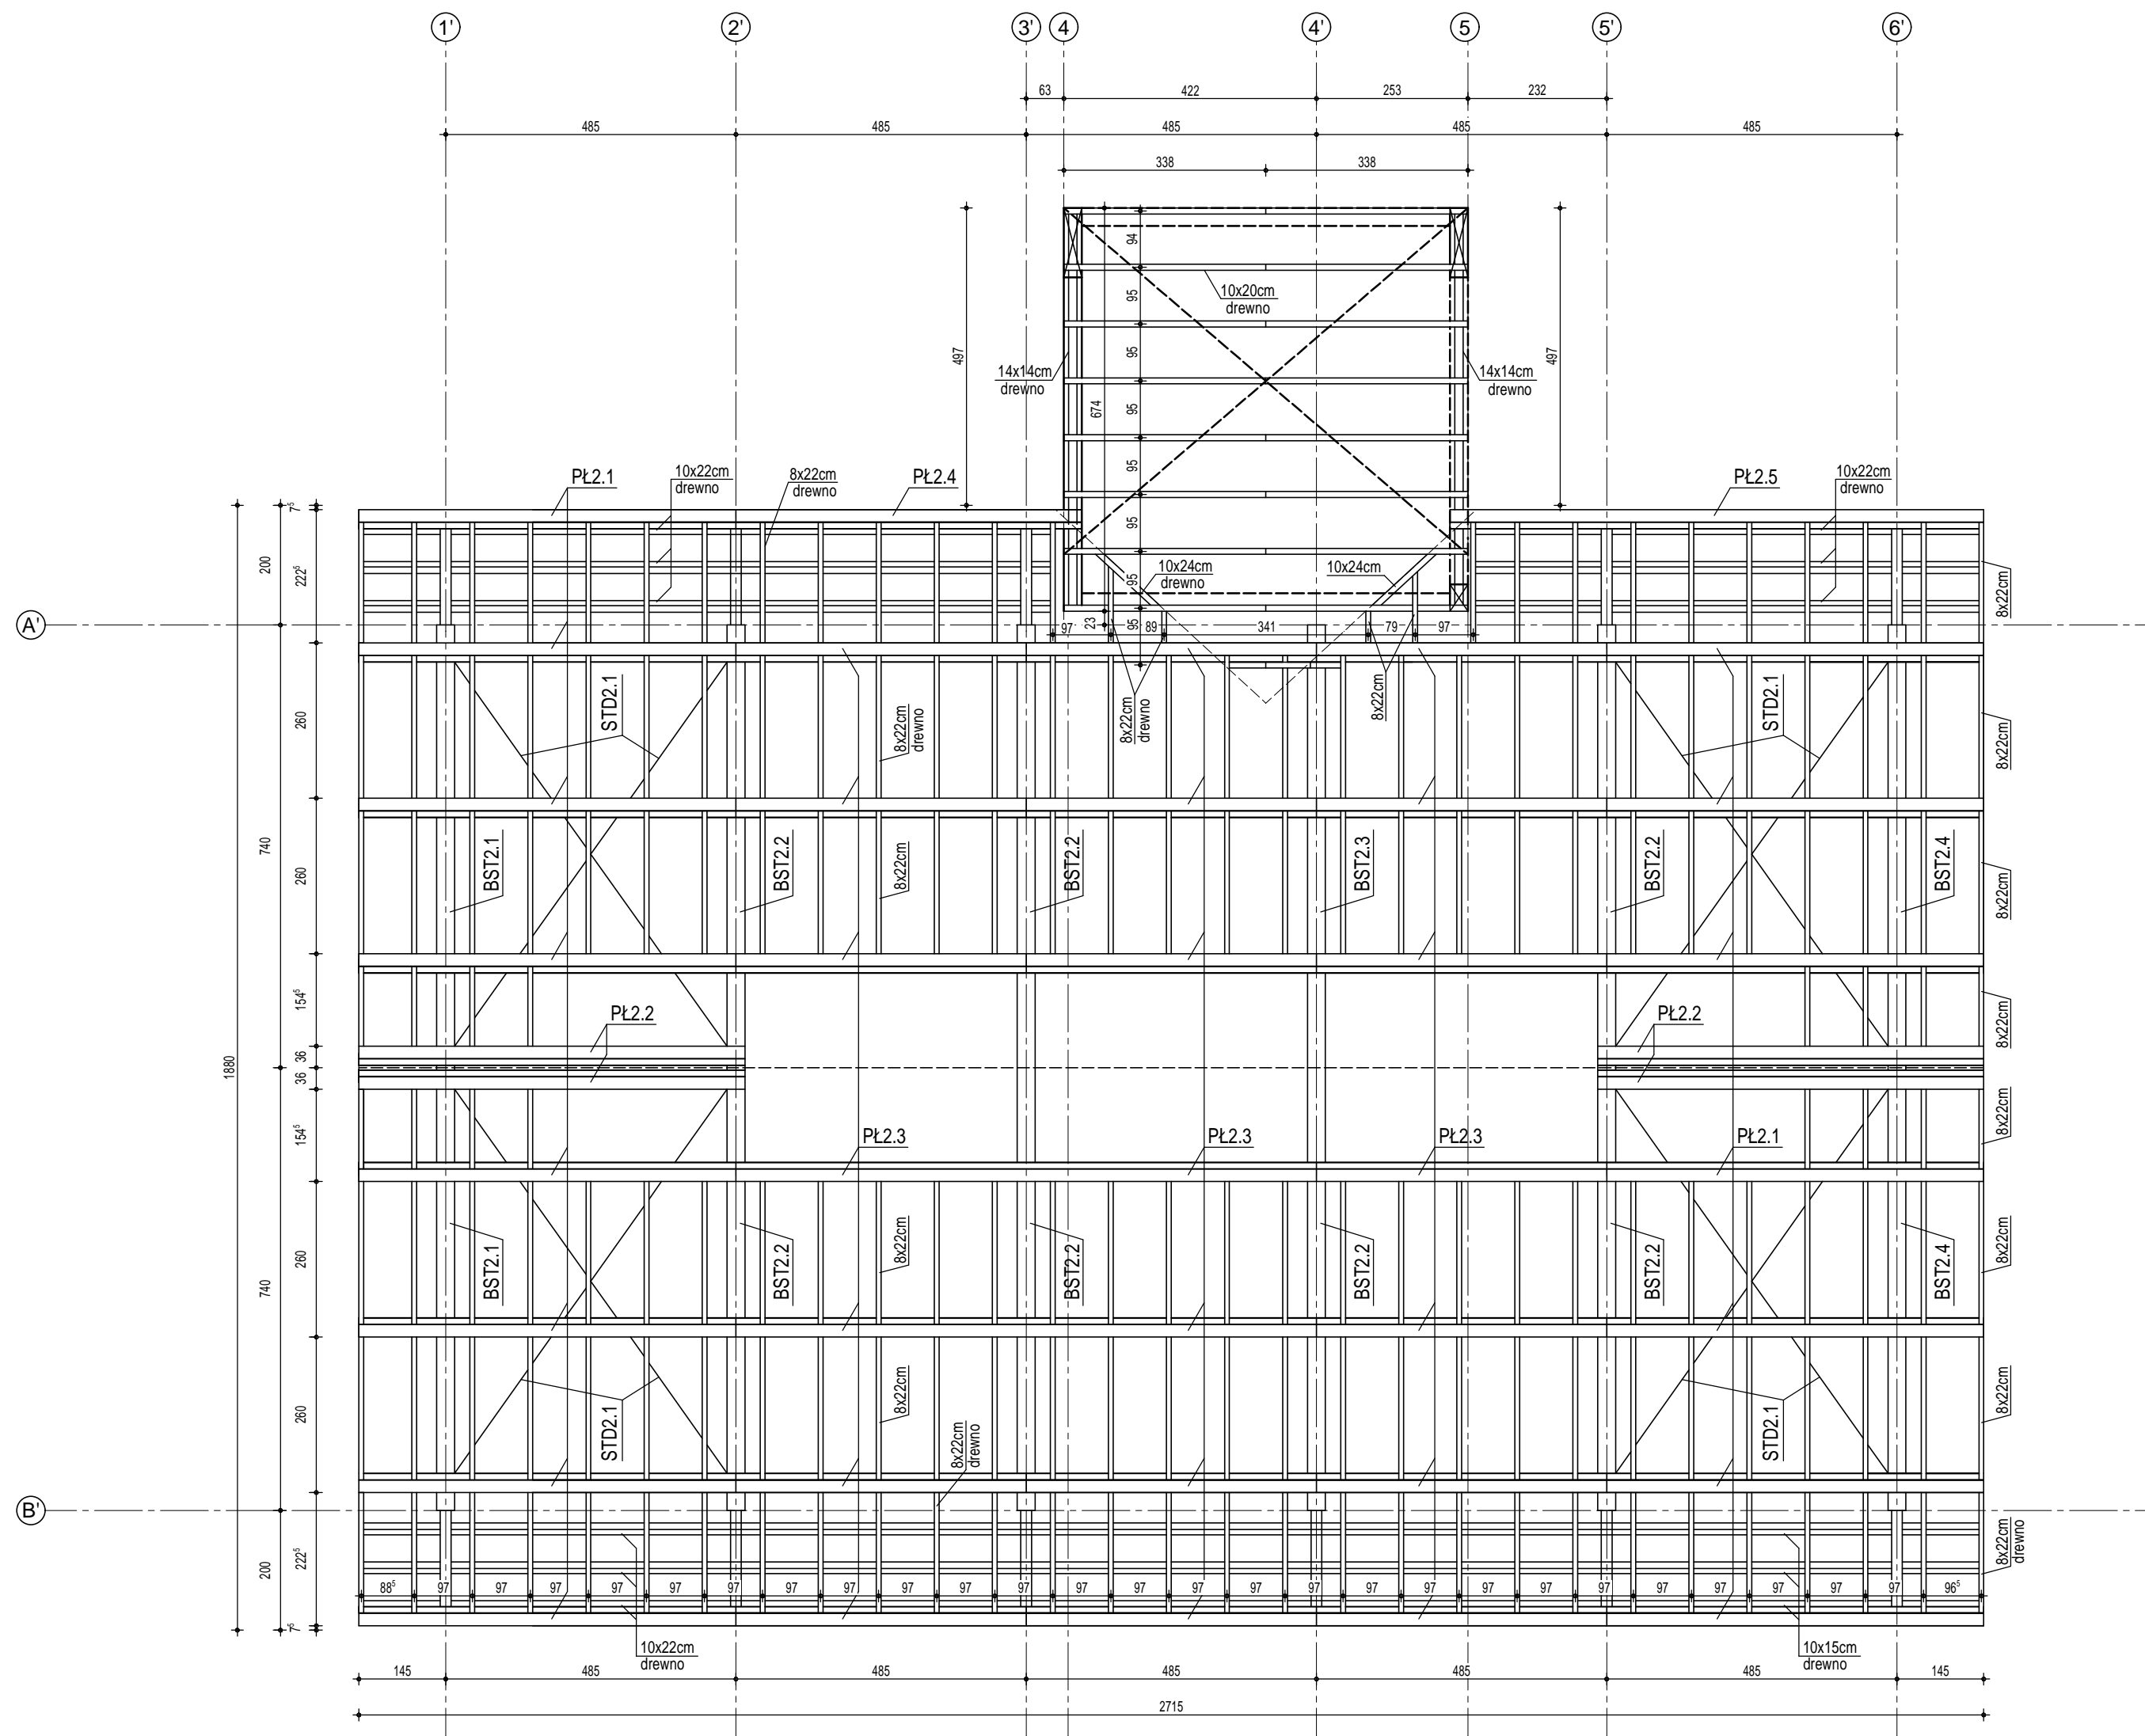 1' 2' 3' 4 4' 5 5' 6'
63 422 253 232
485 485 485 485 485
338 338
94
10x20cm
drewno
95
497 497
95
14x14cm
drewno
14x14cm
drewno
674
95
95
PŁ2.1
10x22cm
drewno
8x22cm
drewno
PŁ2.4
PŁ2.5
10x22cm
drewno
7⁵
95
200
222⁵
95
10x24cm
drewno
10x24cm
8x22cm
A'
97 23 95 89 341 79 97
260
STD2.1
8x22cm
drewno
8x22cm
drewno
8x22cm
STD2.1
8x22cm
740
260
BST2.1
BST2.2
8x22cm
BST2.2
BST2.3
BST2.2
BST2.4
8x22cm
154⁵
PŁ2.2
PŁ2.2
8x22cm
1880
36
36
154⁵
PŁ2.3
PŁ2.3
PŁ2.3
PŁ2.1
8x22cm
740
260
BST2.1
BST2.2
8x22cm
BST2.2
BST2.2
BST2.2
BST2.4
8x22cm
260
STD2.1
8x22cm
8x22cm
drewno
STD2.1
8x22cm
B'
200
222⁵
8x22cm
drewno
88⁵ 97 97 97 97 97 97 97 97 97 97 97 97 97 97 97 97 97 97 97 97 97 97 97 97 97 97 96⁵
7⁵
10x22cm
drewno
10x15cm
drewno
145 485 485 485 485 485 145
2715